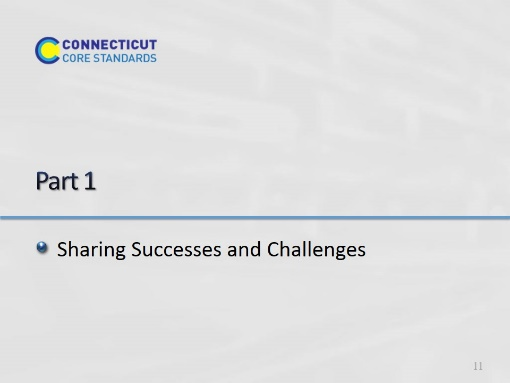 CONNECTICUT
CORE STANDARDS
Part 1
Sharing Successes and Challenges
11